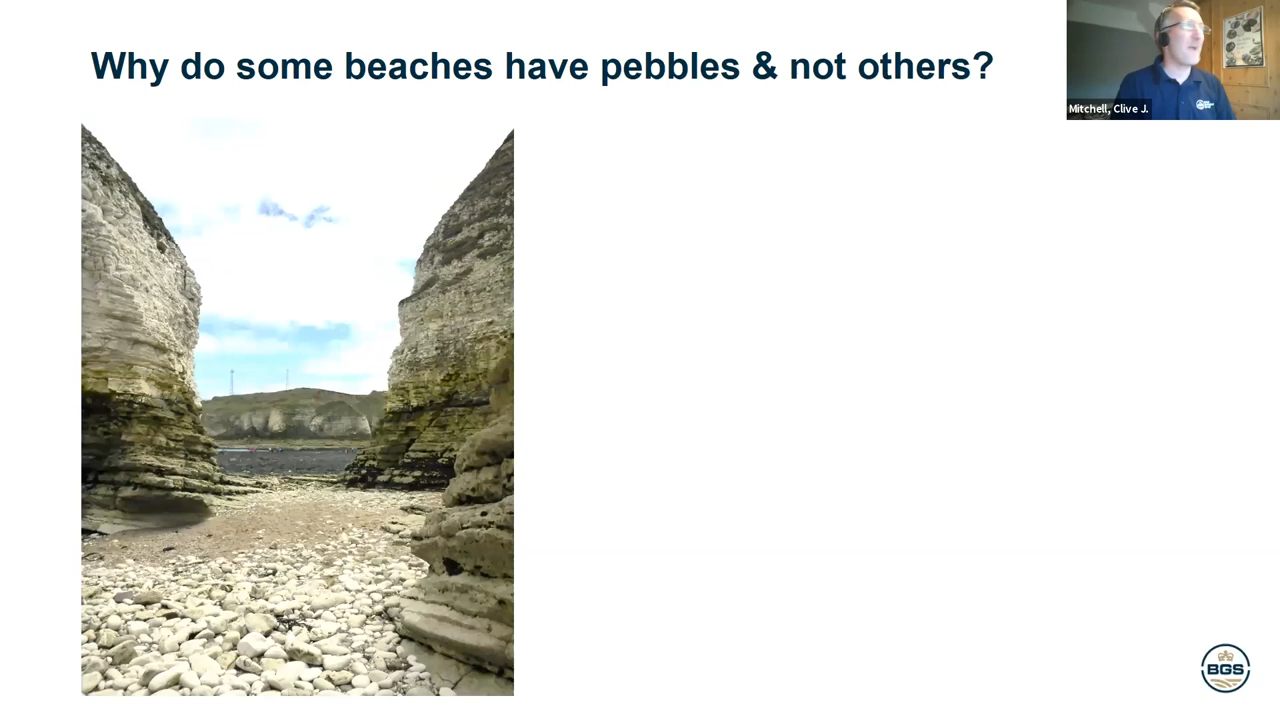 Why do some beaches have pebbles & not others?
Mitchell, Clive J.
BGS